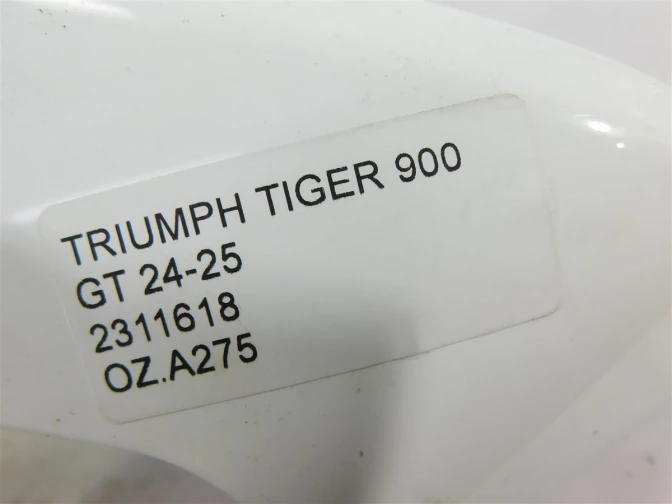 TRIUMPH TIGER 900
GT 24-25
2311618
OZ.A275